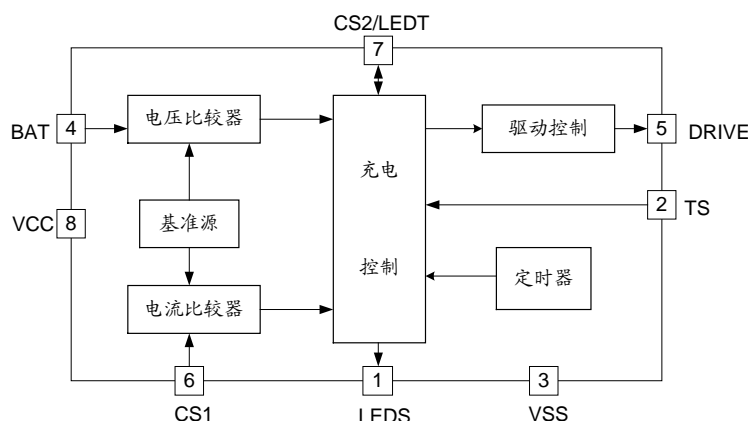 CS2/LEDT
7
BAT
4
电压比较器
驱动控制
5
DRIVE
充电
2
TS
VCC
8
基准源
控制
定时器
电流比较器
6
1
3
CS1
LEDS
VSS